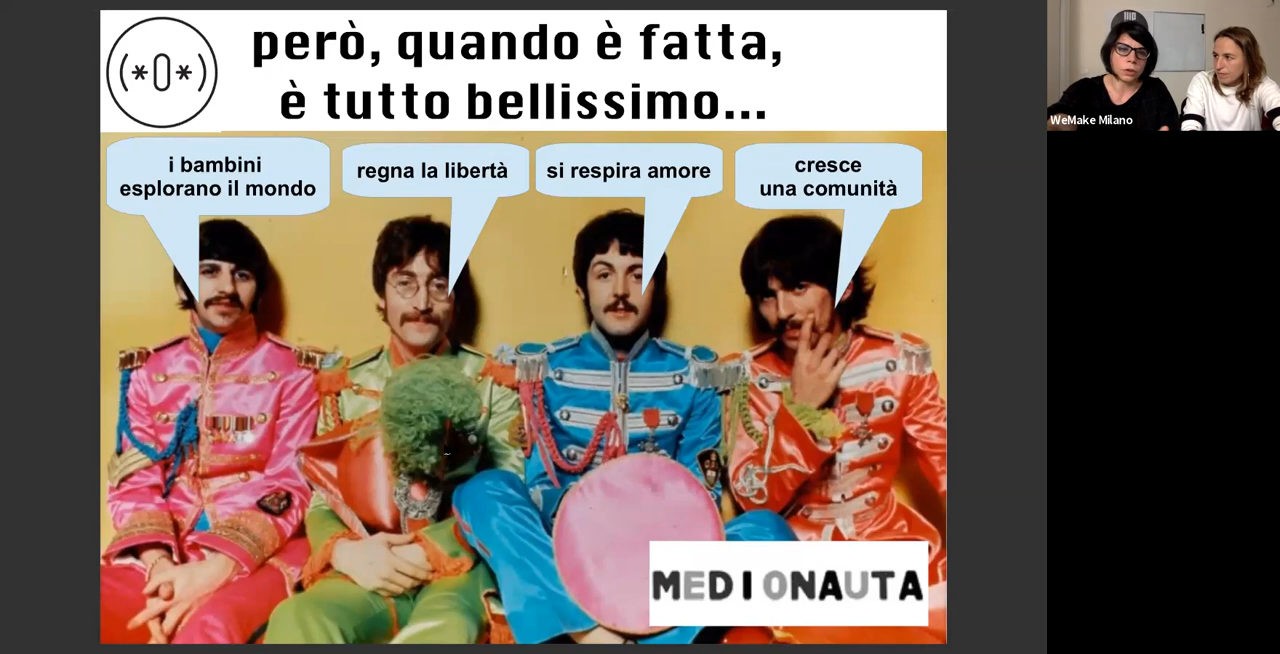 (*0*)
però, quando è fatta,
è tutto bellissimo...
i bambini
esplorano il mondo
regna la libertà
si respira amore
cresce
una comunità
MEDIONAUTA
WeMake Milano